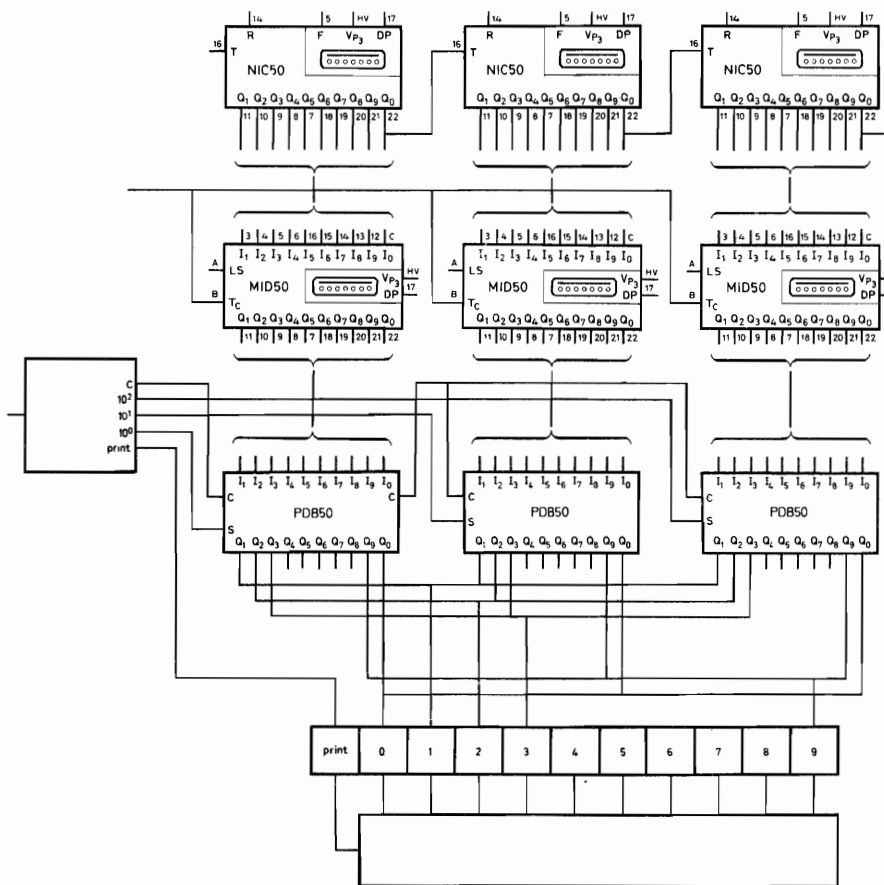 14 5 HV 17 14 5 HV 17 14 5 HV 17
R F VP3 DP R F VP3 DP R F VP3 DP
16 T 16 T 16 T
NIC50 NIC50 NIC50
Q1 Q2 Q3 Q4 Q5 Q6 Q7 Q8 Q9 Q0 Q1 Q2 Q3 Q4 Q5 Q6 Q7 Q8 Q9 Q0 Q1 Q2 Q3 Q4 Q5 Q6 Q7 Q8 Q9 Q0
11 10 9 8 7 18 19 20 21 22 11 10 9 8 7 18 19 20 21 22 11 10 9 8 7 18 19 20 21 22
3 4 5 6 16 15 14 13 12 C 3 4 5 6 16 15 14 13 12 C 3 4 5 6 16 15 14 13 12 C
I1 I2 I3 I4 I5 I6 I7 I8 I9 I0 I1 I2 I3 I4 I5 I6 I7 I8 I9 I0 I1 I2 I3 I4 I5 I6 I7 I8 I9 I0
A LS VP3 HV A LS VP3 HV A LS VP3
MID50 DP 17 MID50 DP 17 MID50 DP
B TC B TC B TC
Q1 Q2 Q3 Q4 Q5 Q6 Q7 Q8 Q9 Q0 Q1 Q2 Q3 Q4 Q5 Q6 Q7 Q8 Q9 Q0 Q1 Q2 Q3 Q4 Q5 Q6 Q7 Q8 Q9 Q0
11 10 9 8 7 18 19 20 21 22 11 10 9 8 7 18 19 20 21 22 11 10 9 8 7 18 19 20 21 22
C
10²
10¹
10⁰
print
I1 I2 I3 I4 I5 I6 I7 I8 I9 I0 I1 I2 I3 I4 I5 I6 I7 I8 I9 I0 I1 I2 I3 I4 I5 I6 I7 I8 I9 I0
C C C C
PDB50 PDB50 PDB50
S S S
Q1 Q2 Q3 Q4 Q5 Q6 Q7 Q8 Q9 Q0 Q1 Q2 Q3 Q4 Q5 Q6 Q7 Q8 Q9 Q0 Q1 Q2 Q3 Q4 Q5 Q6 Q7 Q8 Q9 Q0
print 0 1 2 3 4 5 6 7 8 9